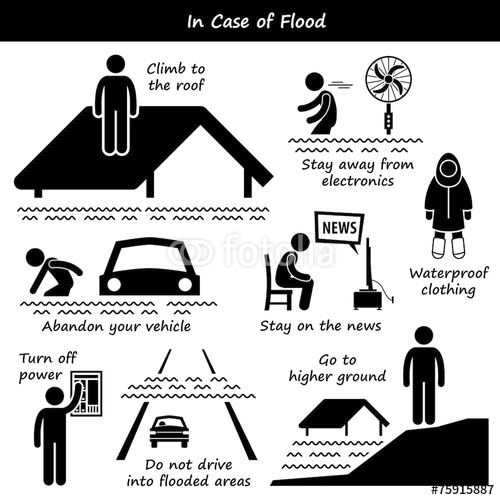 In Case of Flood
Climb to
the roof
Stay away from
electronics
NEWS
Waterproof
clothing
fotolia
Abandon your vehicle
Stay on the news
Turn off
power
Go to
higher ground
Do not drive
into flooded areas
#75915887